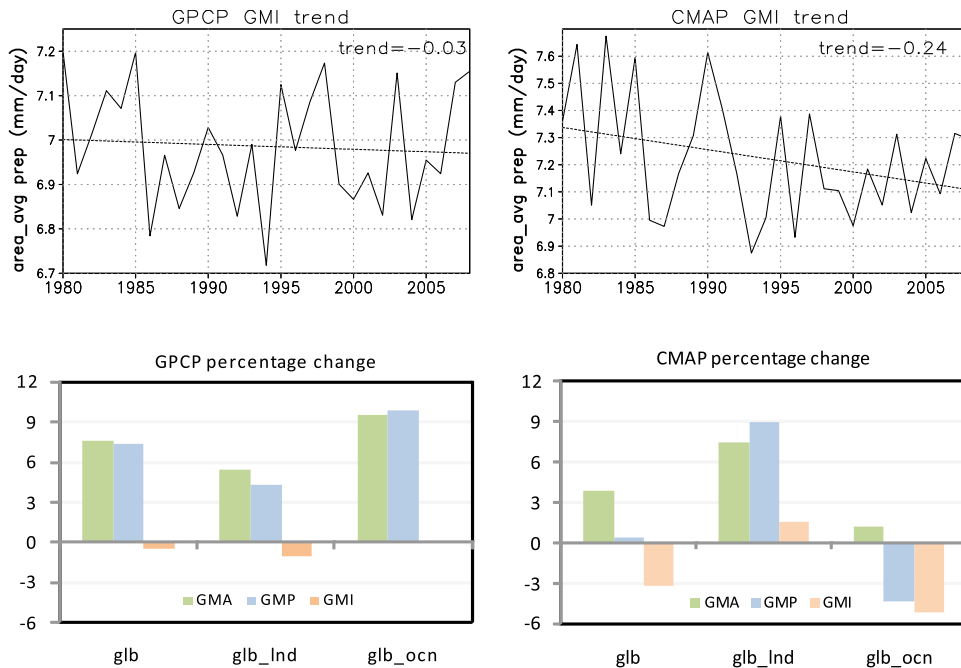 GPCP GMI trend
trend=-0.03
area_avg prep (mm/day)
7.2
7.1
7
6.9
6.8
6.7
1980 1985 1990 1995 2000 2005
CMAP GMI trend
trend=-0.24
area_avg prep (mm/day)
7.6
7.5
7.4
7.3
7.2
7.1
7
6.9
6.8
1980 1985 1990 1995 2000 2005
GPCP percentage change
12
9
6
3
0
-3
-6
GMA GMP GMI
glb glb_lnd glb_ocn
CMAP percentage change
12
9
6
3
0
-3
-6
GMA GMP GMI
glb glb_lnd glb_ocn